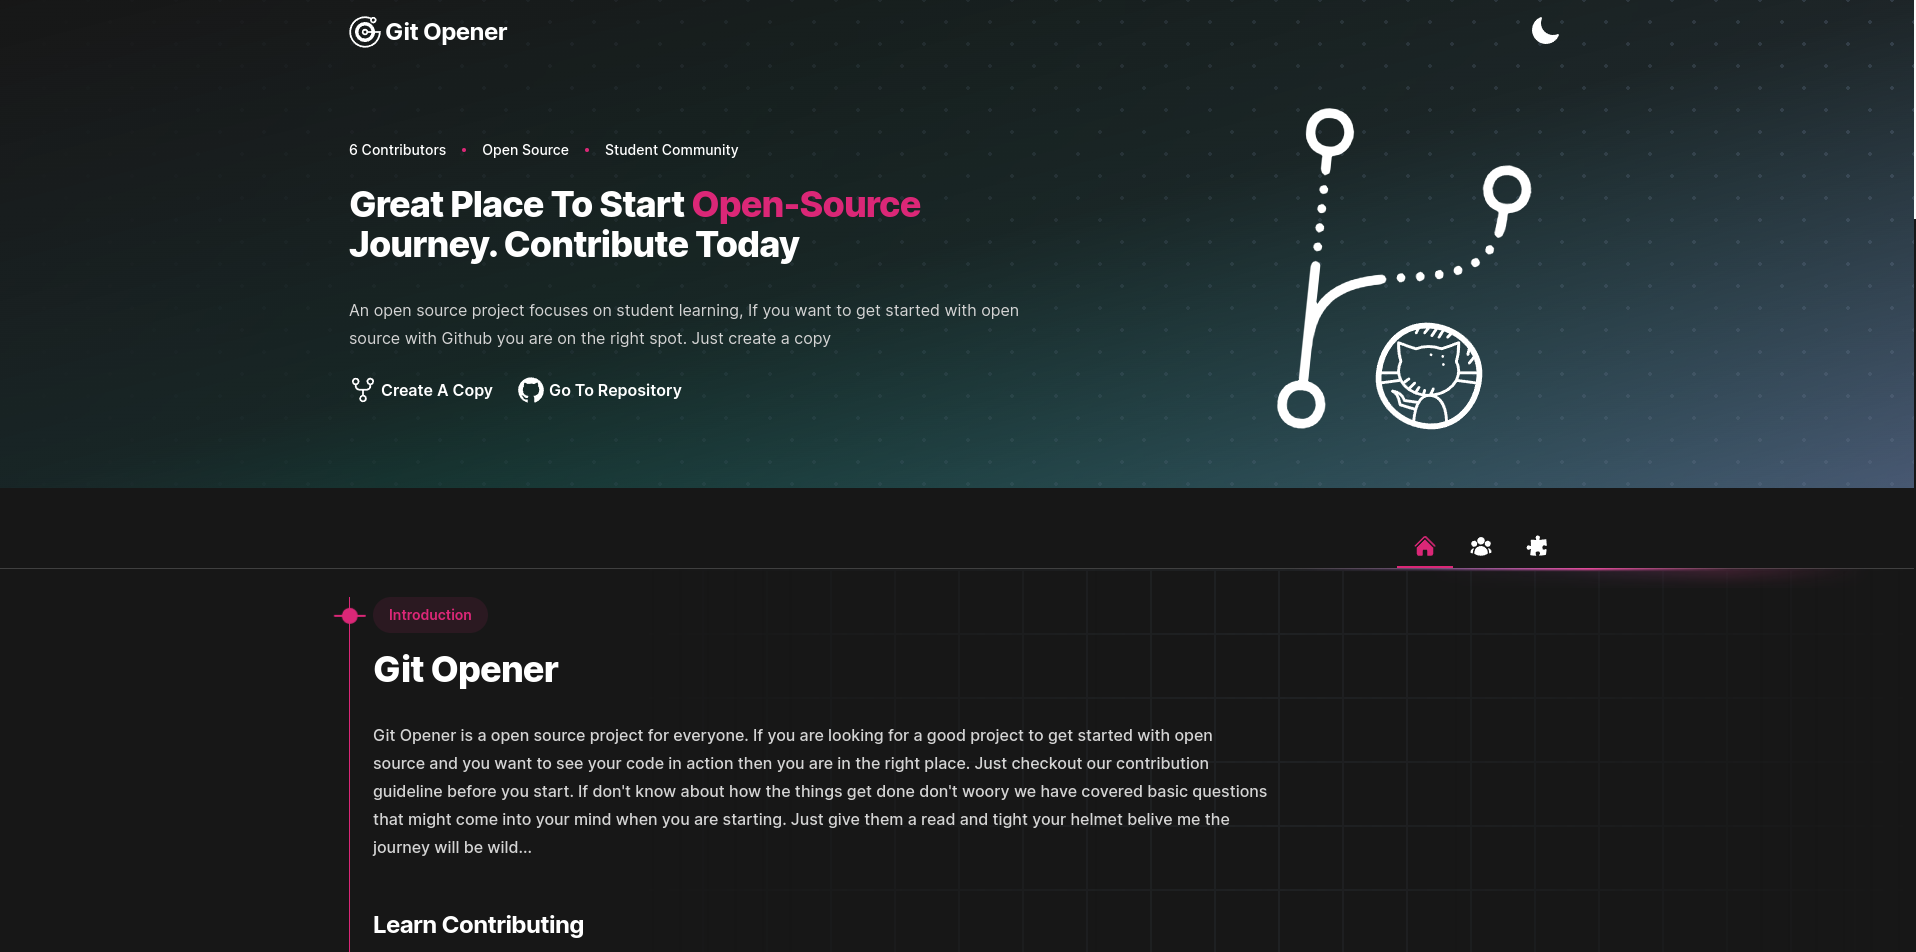 Git Opener
6 Contributors • Open Source • Student Community
Great Place To Start Open-Source
Journey. Contribute Today
An open source project focuses on student learning, If you want to get started with open
source with Github you are on the right spot. Just create a copy
Create A Copy Go To Repository
Introduction
Git Opener
Git Opener is a open source project for everyone. If you are looking for a good project to get started with open
source and you want to see your code in action then you are in the right place. Just checkout our contribution
guideline before you start. If don't know about how the things get done don't woory we have covered basic questions
that might come into your mind when you are starting. Just give them a read and tight your helmet belive me the
journey will be wild...
Learn Contributing